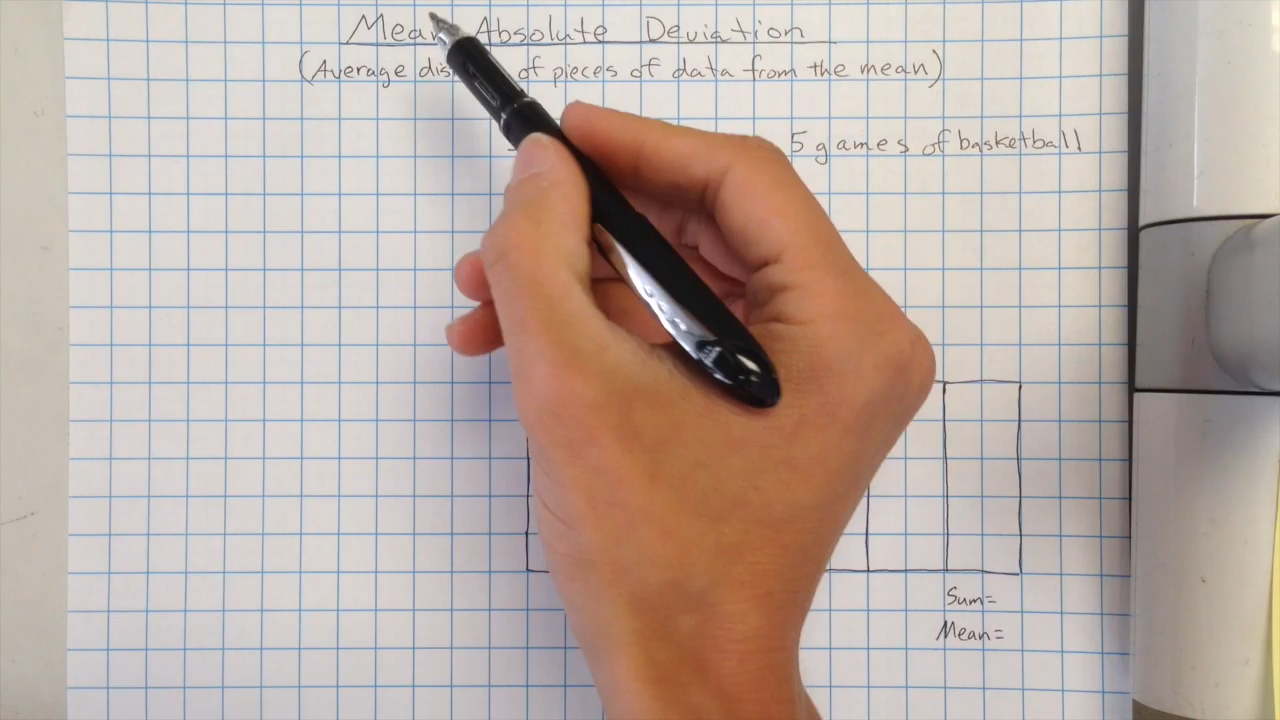 Mean Absolute Deviation
(Average of pieces of data from the mean)
5 games of basketball
Sum=
Mean=